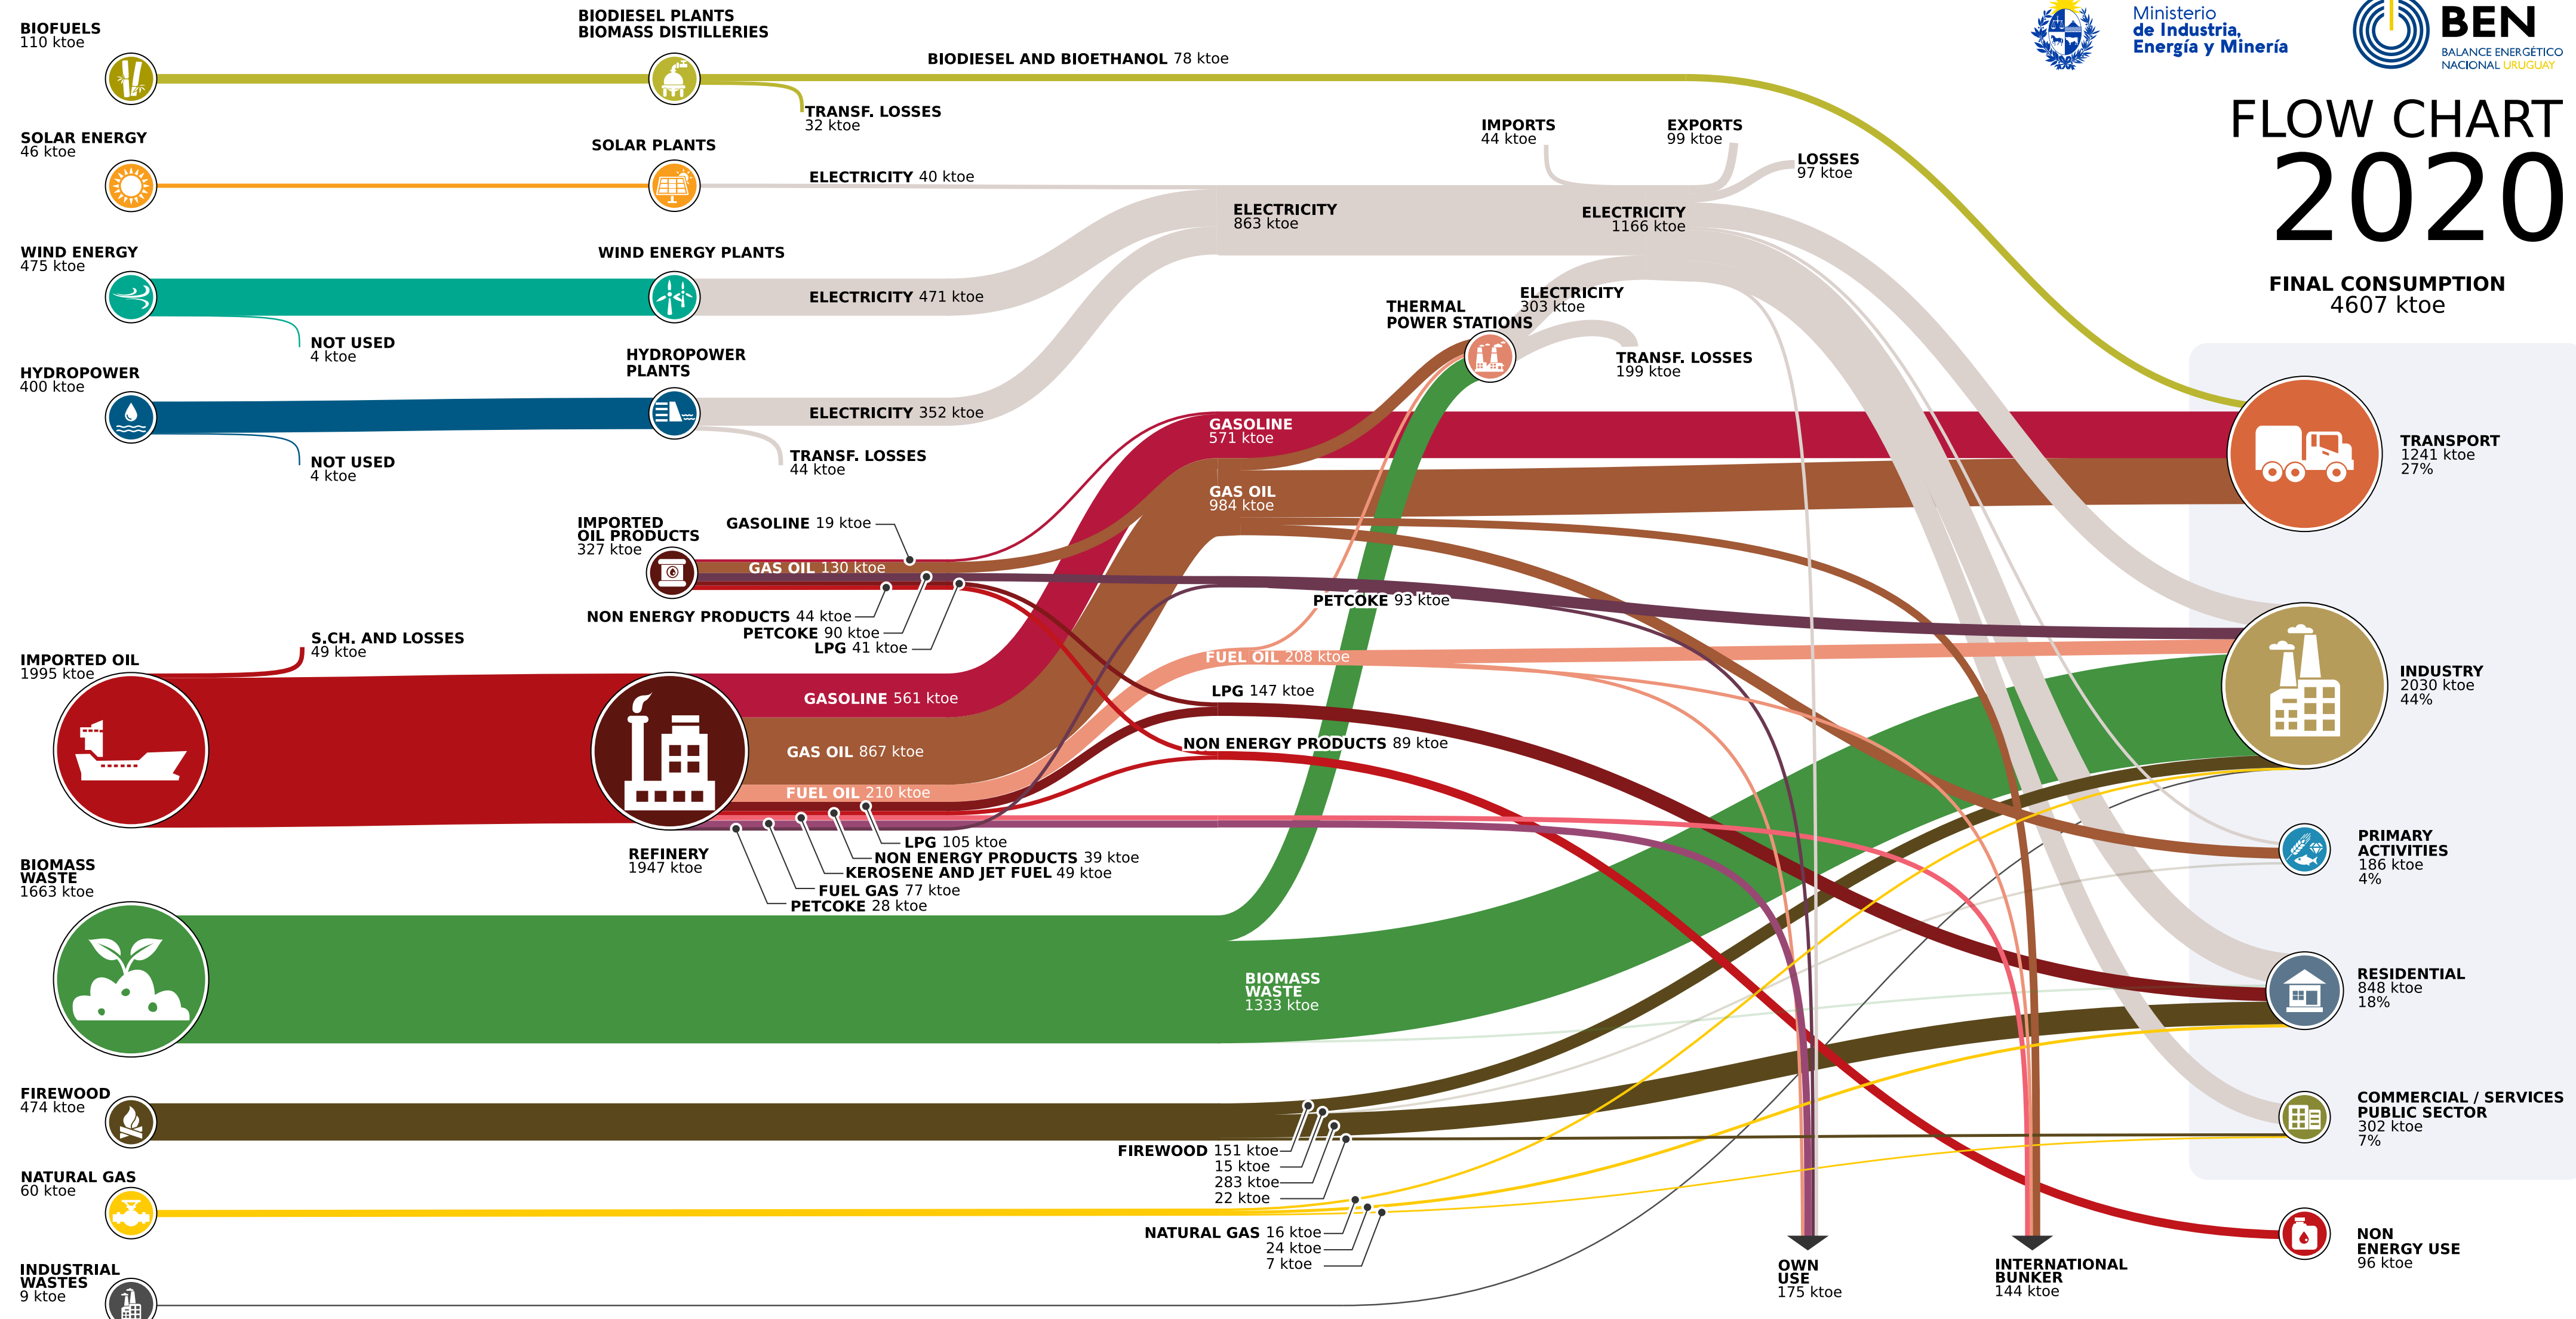 BIOFUELS
110 ktoe
BIODIESEL PLANTS
BIOMASS DISTILLERIES
BIODIESEL AND BIOETHANOL 78 ktoe
TRANSF. LOSSES
32 ktoe
Ministerio
de Industria,
Energía y Minería
BEN
BALANCE ENERGÉTICO
NACIONAL URUGUAY
FLOW CHART
2020
FINAL CONSUMPTION
4607 ktoe
SOLAR ENERGY
46 ktoe
SOLAR PLANTS
ELECTRICITY 40 ktoe
IMPORTS
44 ktoe
EXPORTS
99 ktoe
LOSSES
97 ktoe
ELECTRICITY
863 ktoe
ELECTRICITY
1166 ktoe
WIND ENERGY
475 ktoe
WIND ENERGY PLANTS
ELECTRICITY 471 ktoe
NOT USED
4 ktoe
THERMAL
POWER STATIONS
ELECTRICITY
303 ktoe
TRANSF. LOSSES
199 ktoe
HYDROPOWER
400 ktoe
HYDROPOWER
PLANTS
ELECTRICITY 352 ktoe
NOT USED
4 ktoe
TRANSF. LOSSES
44 ktoe
GASOLINE
571 ktoe
GAS OIL
984 ktoe
TRANSPORT
1241 ktoe
27%
IMPORTED
OIL PRODUCTS
327 ktoe
GASOLINE 19 ktoe
GAS OIL 130 ktoe
NON ENERGY PRODUCTS 44 ktoe
PETCOKE 90 ktoe
LPG 41 ktoe
PETCOKE 93 ktoe
S.CH. AND LOSSES
49 ktoe
IMPORTED OIL
1995 ktoe
GASOLINE 561 ktoe
GAS OIL 867 ktoe
FUEL OIL 210 ktoe
FUEL OIL 208 ktoe
LPG 147 ktoe
NON ENERGY PRODUCTS 89 ktoe
INDUSTRY
2030 ktoe
44%
REFINERY
1947 ktoe
LPG 105 ktoe
NON ENERGY PRODUCTS 39 ktoe
KEROSENE AND JET FUEL 49 ktoe
FUEL GAS 77 ktoe
PETCOKE 28 ktoe
PRIMARY
ACTIVITIES
186 ktoe
4%
BIOMASS
WASTE
1663 ktoe
BIOMASS
WASTE
1333 ktoe
RESIDENTIAL
848 ktoe
18%
FIREWOOD
474 ktoe
FIREWOOD 151 ktoe
15 ktoe
283 ktoe
22 ktoe
COMMERCIAL / SERVICES
PUBLIC SECTOR
302 ktoe
7%
NATURAL GAS
60 ktoe
NATURAL GAS 16 ktoe
24 ktoe
7 ktoe
NON
ENERGY USE
96 ktoe
INDUSTRIAL
WASTES
9 ktoe
OWN
USE
175 ktoe
INTERNATIONAL
BUNKER
144 ktoe